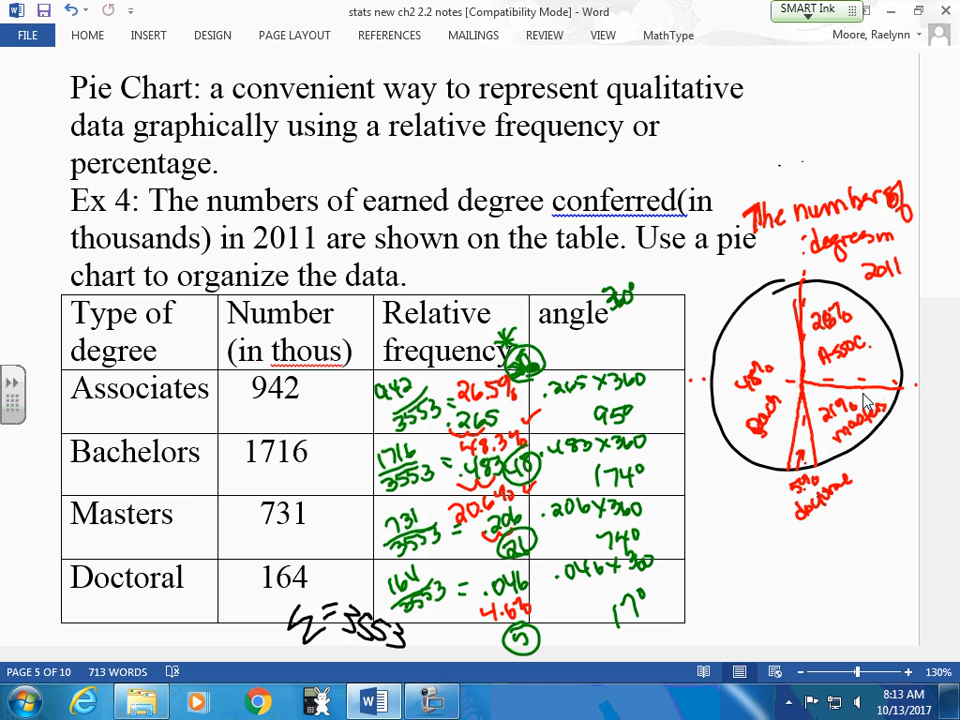 stats new ch2 2.2 notes [Compatibility Mode] - Word
SMART Ink
FILE HOME INSERT DESIGN PAGE LAYOUT REFERENCES MAILINGS REVIEW VIEW MathType
Moore, Raelynn
Pie Chart: a convenient way to represent qualitative
data graphically using a relative frequency or
percentage.
Ex 4: The numbers of earned degree conferred(in
thousands) in 2011 are shown on the table. Use a pie
chart to organize the data.
Type of degree
Number (in thous)
Relative frequency
angle 360°
Associates 942
942/3553 = .265
26.5%
.265 x 360
95°
Bachelors 1716
1716/3553 = .483
48.3%
48
.483 x 360
174°
Masters 731
731/3553 = .206
20.6%
21
.206 x 360
74°
Doctoral 164
164/3553 = .046
4.6%
5
.046 x 360
17°
= 3553
The number of
degrees in
2011
26%
Assoc.
48%
Bach
21%
masters
5%
PAGE 5 OF 10 713 WORDS
130%
8:13 AM
10/13/2017